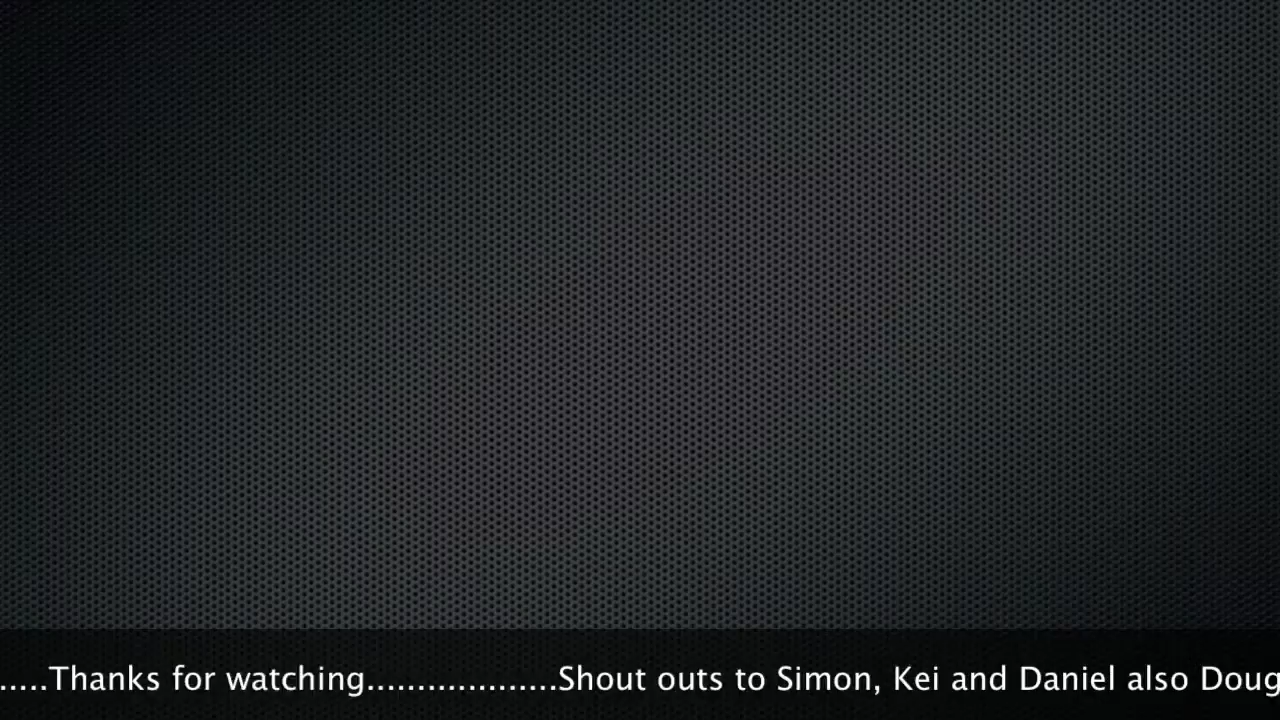 .....Thanks for watching...................Shout outs to Simon, Kei and Daniel also Doug